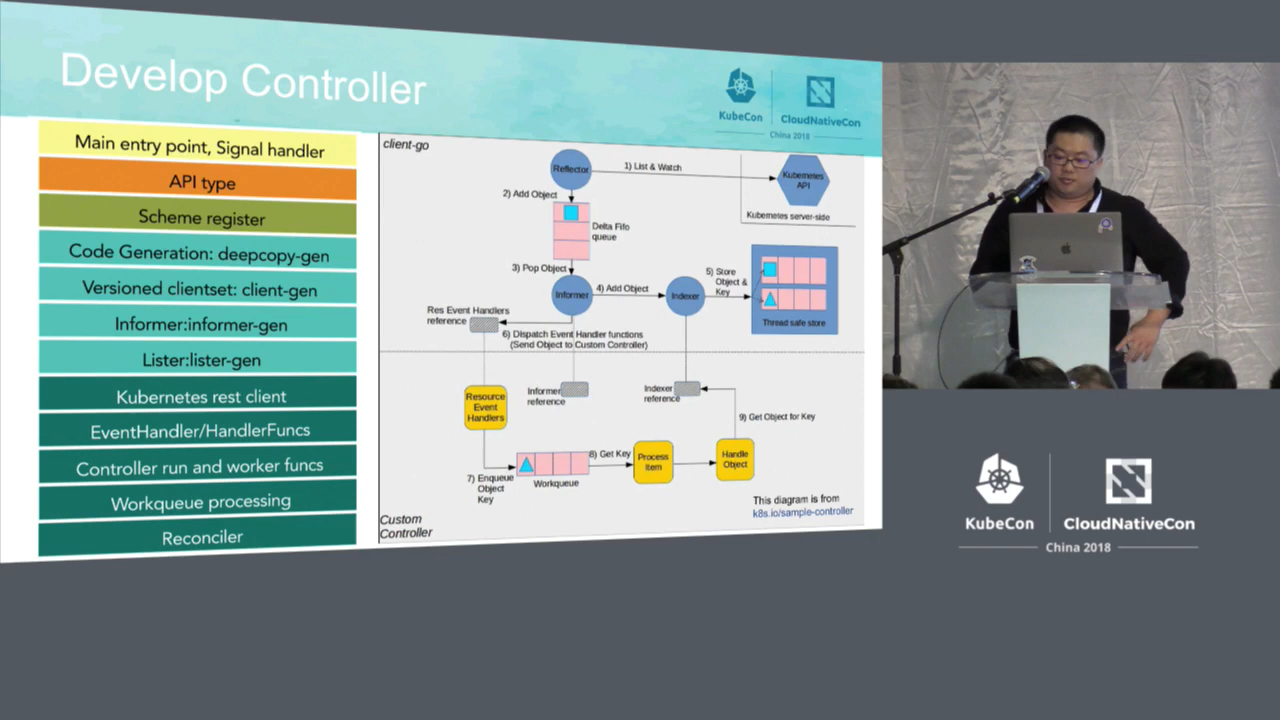 Develop Controller
KubeCon
CloudNativeCon
China 2018
Main entry point, Signal handler
API type
Scheme register
Code Generation: deepcopy-gen
Versioned clientset: client-gen
Informer:informer-gen
Lister:lister-gen
Kubernetes rest client
EventHandler/HandlerFuncs
Controller run and worker funcs
Workqueue processing
Reconciler
client-go
Reflector
1) List & Watch
Kubernetes
API
Kubernetes server-side
2) Add Object
Delta Fifo
queue
3) Pop Object
Informer
4) Add Object
Indexer
5) Store
Object &
Key
Thread safe store
Res Event Handlers
reference
6) Dispatch Event Handler functions
(Send Object to Custom Controller)
Resource
Event
Handlers
Informer
reference
Indexer
reference
9) Get Object for Key
7) Enqueue
Object
Key
Workqueue
8) Get Key
Process
Item
Handle
Object
This diagram is from
k8s.io/sample-controller
Custom
Controller
KubeCon
CloudNativeCon
China 2018